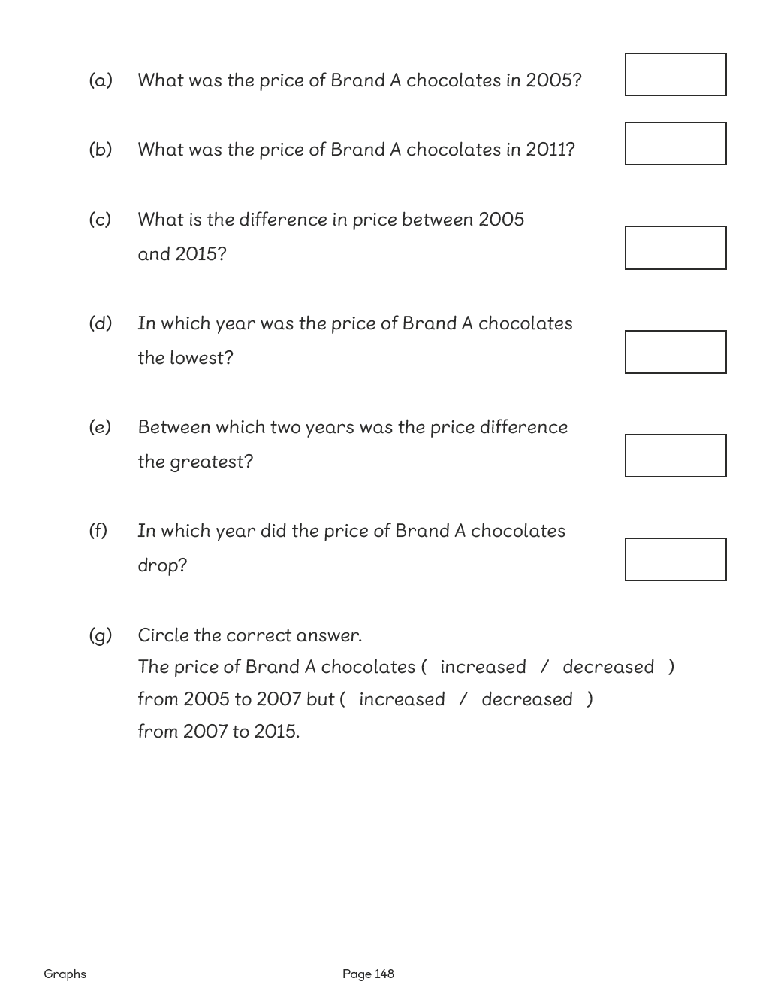 (a) What was the price of Brand A chocolates in 2005?
(b) What was the price of Brand A chocolates in 2011?
(c) What is the difference in price between 2005
and 2015?
(d) In which year was the price of Brand A chocolates
the lowest?
(e) Between which two years was the price difference
the greatest?
(f) In which year did the price of Brand A chocolates
drop?
(g) Circle the correct answer.
The price of Brand A chocolates ( increased / decreased )
from 2005 to 2007 but ( increased / decreased )
from 2007 to 2015.
Graphs Page 148